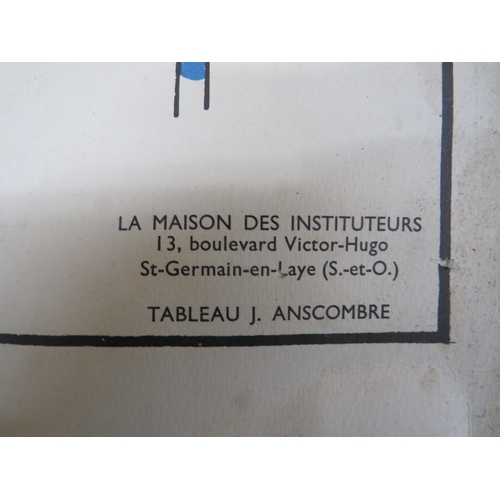 LA MAISON DES INSTITUTEURS
13, boulevard Victor-Hugo
St-Germain-en-Laye (S.-et-O.)
TABLEAU J. ANSCOMBRE